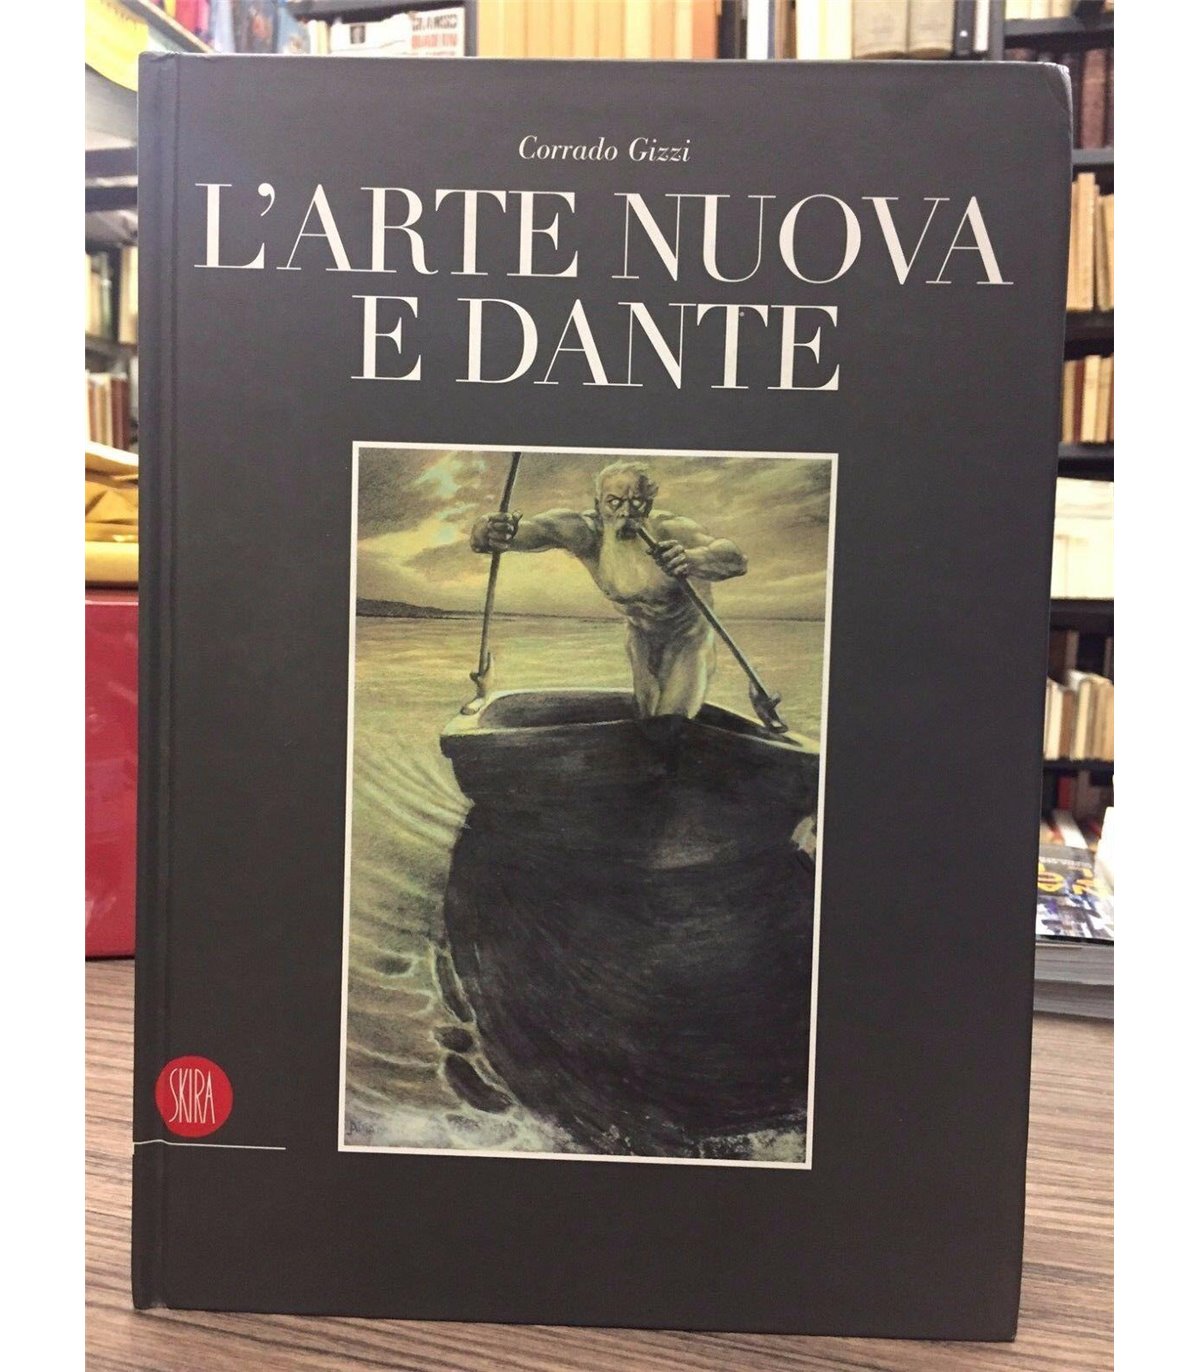 Corrado Gizzi
L'ARTE NUOVA
E DANTE
SKIRA